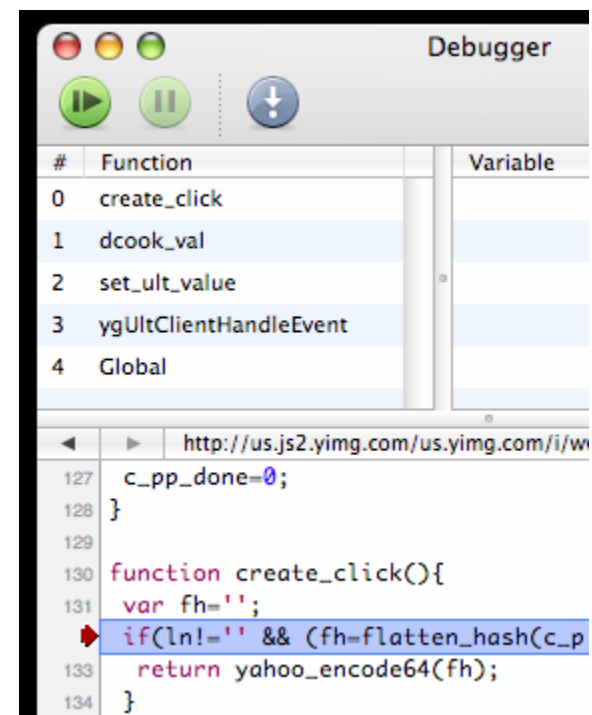 Debugger
# Function Variable
0 create_click
1 dcook_val
2 set_ult_value
3 ygUltClientHandleEvent
4 Global
http://us.js2.yimg.com/us.yimg.com/i/w
127 c_pp_done=0;
128 }
129
130 function create_click(){
131 var fh='';
if(ln!='' && (fh=flatten_hash(c_p
133 return yahoo_encode64(fh);
134 }